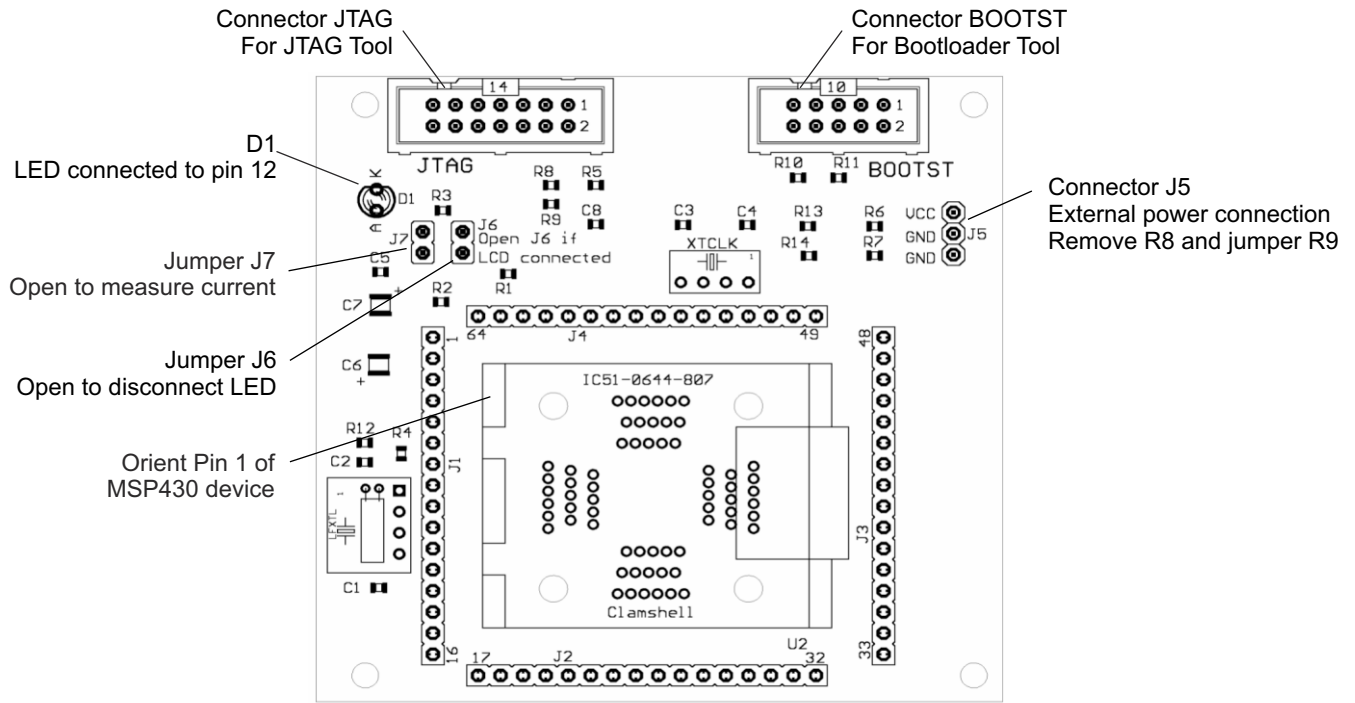 Connector JTAG
For JTAG Tool
Connector BOOTST
For Bootloader Tool
14
1
2
10
1
2
D1
LED connected to pin 12
JTAG
BOOTST
K
D1
A
R3
R8
R5
R9
C8
R10
R11
C3
C4
R13
R6
R14
R7
VCC
GND
GND
J5
Connector J5
External power connection
Remove R8 and jumper R9
J7
J6
Open J6 if
LCD connected
XTCLK
1
Jumper J7
Open to measure current
C5
+
C7
R2
R1
64
J4
49
Jumper J6
Open to disconnect LED
C6
+
1
48
IC51-0644-807
R12
R4
C2
J1
Orient Pin 1 of
MSP430 device
1
LFXTL
J3
C1
Clamshell
16
33
17
J2
U2
32